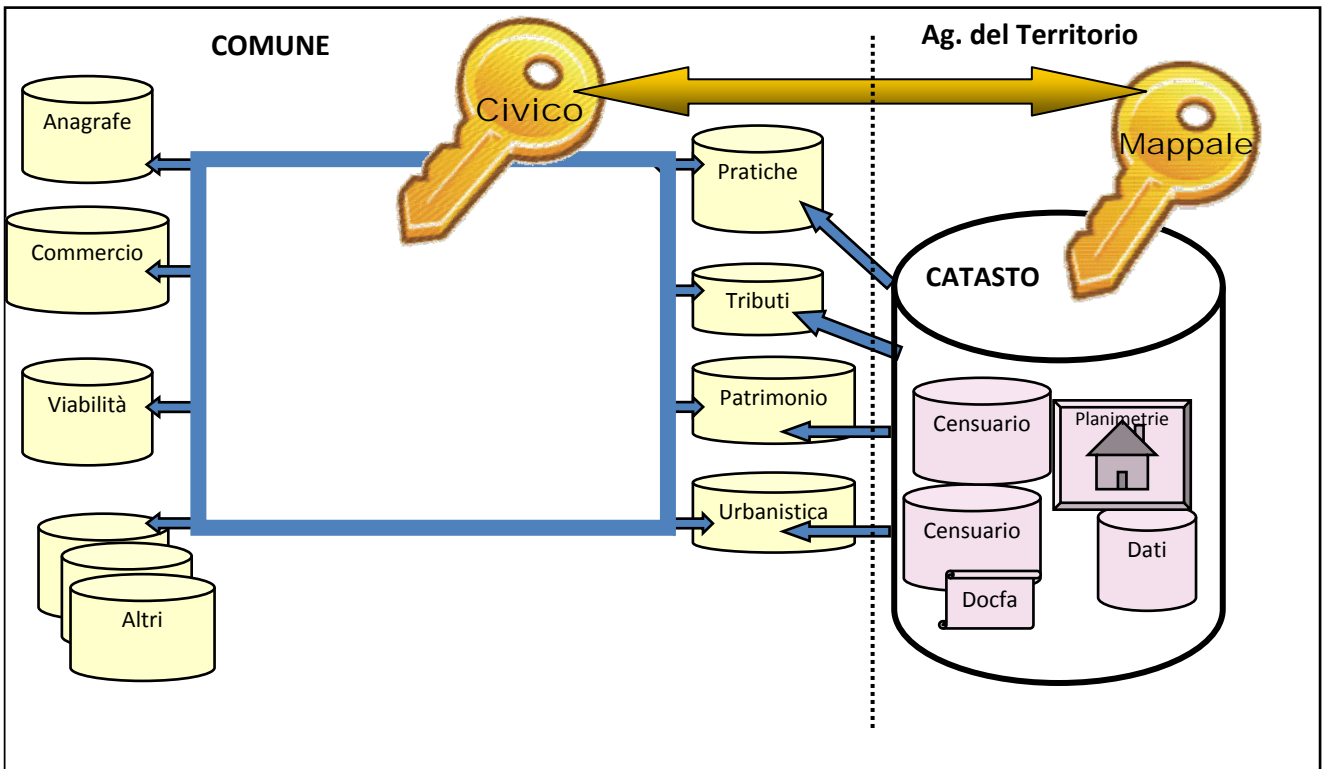 COMUNE
Ag. del Territorio
Civico
Mappale
Anagrafe
Commercio
Viabilità
Altri
Pratiche
Tributi
Patrimonio
Urbanistica
CATASTO
Censuario
Planimetrie
Censuario
Dati
Docfa